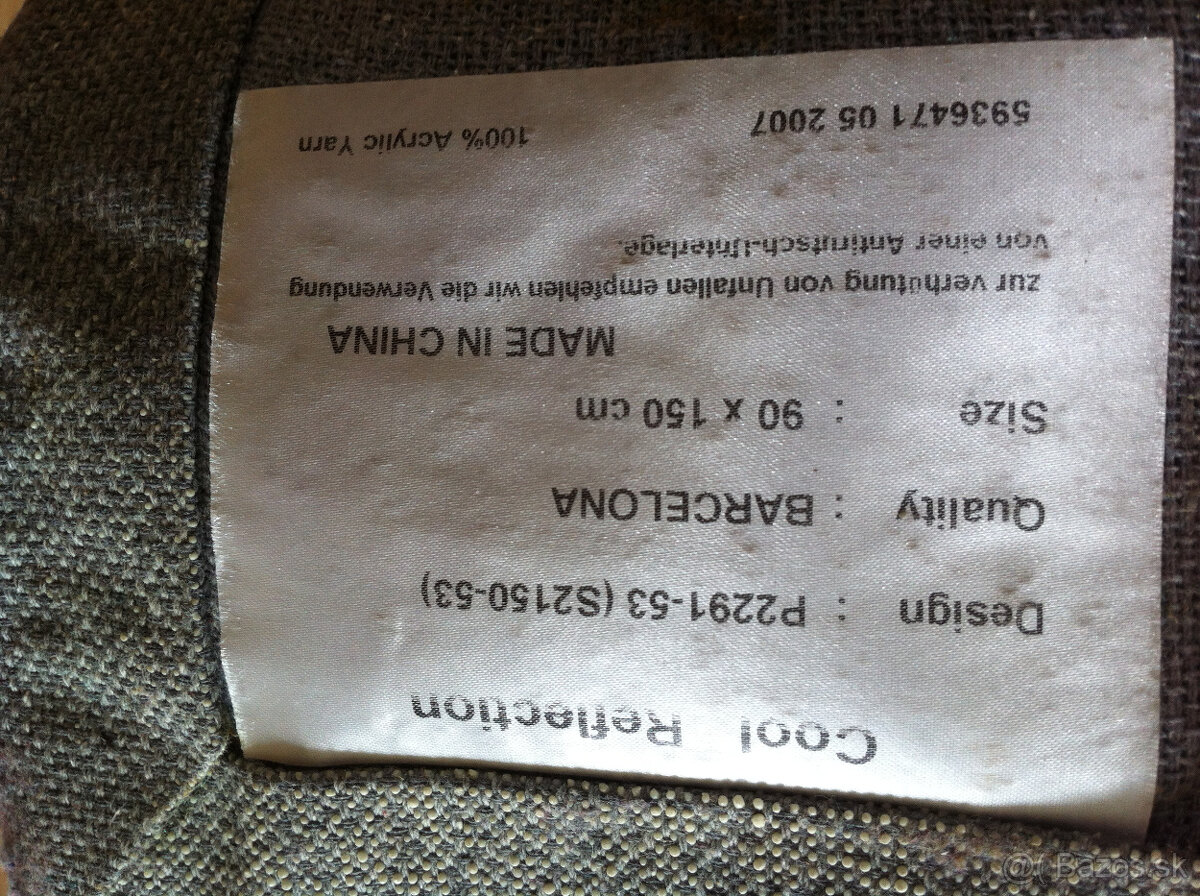 Cool Reflection
Design : P2291-53 (S2150-53)
Quality : BARCELONA
Size : 90 x 150 cm
MADE IN CHINA
zur verhütung von Unfallen empfehlen wir die Verwendung
von einer Antirutsch-Unterlage.
5936471 05 2007 100% Acrylic Yarn
Bazos.sk